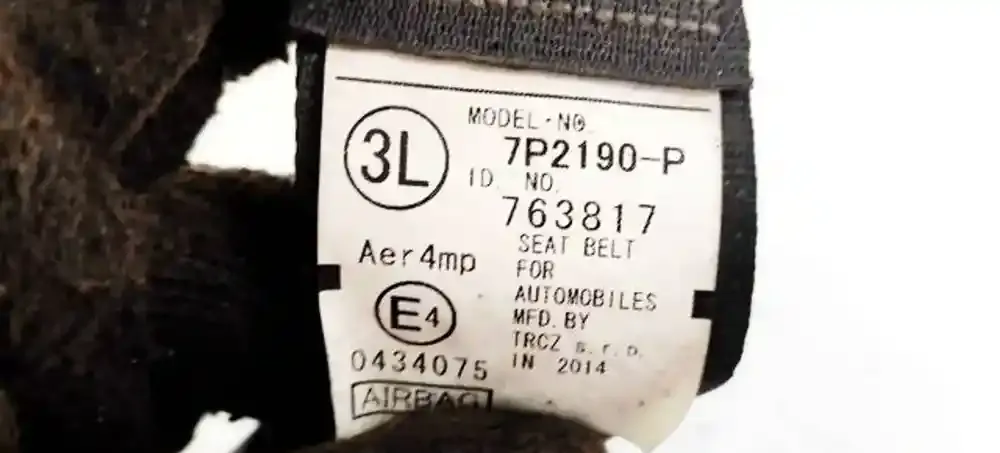 3L
MODEL·NO.
7P2190-P
ID. NO.
763817
Aer4mp
SEAT BELT
FOR
AUTOMOBILES
MFD. BY
TRCZ s.r.o.
IN 2014
E4
0434075
AIRBAG